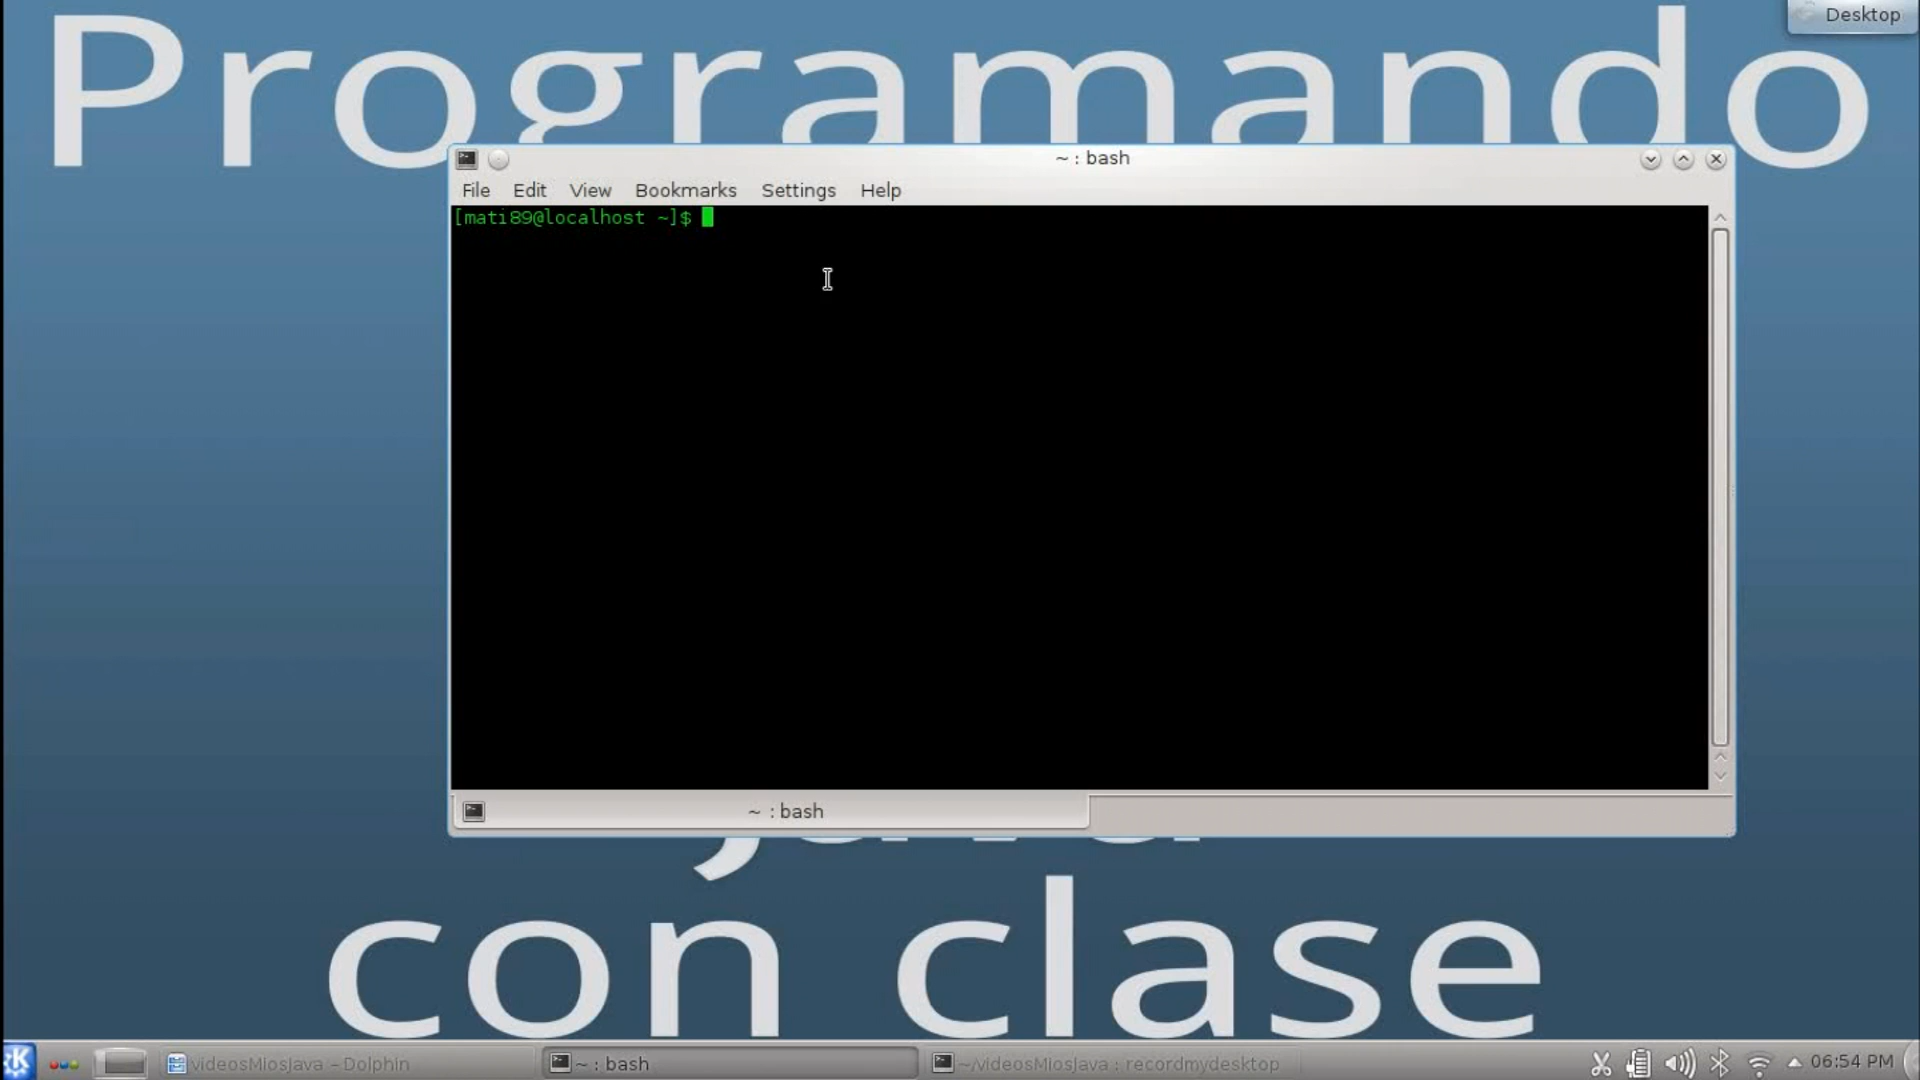 Programando
Desktop
~ : bash
File Edit View Bookmarks Settings Help
[mati89@localhost ~]$
~ : bash
con clase
videosMiosJava – Dolphin
~ : bash
~/videosMiosJava : recordmydesktop
06:54 PM